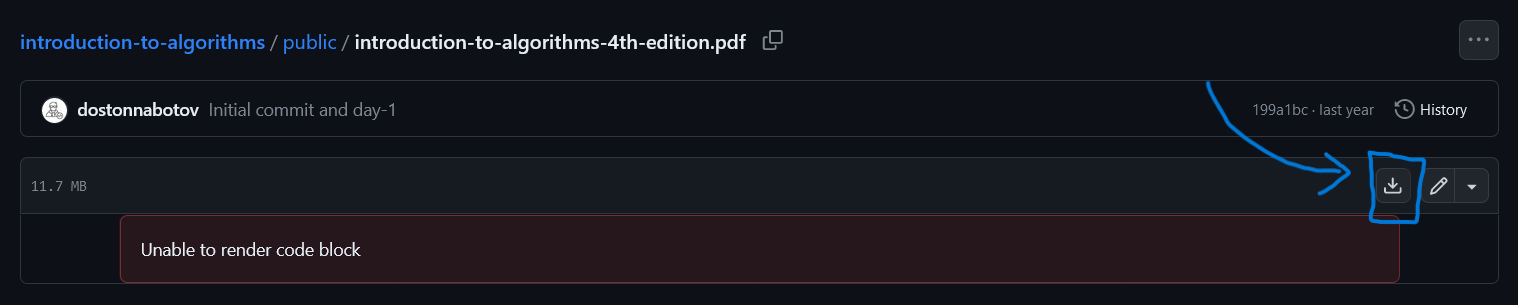 introduction-to-algorithms / public / introduction-to-algorithms-4th-edition.pdf
dostonnabotov Initial commit and day-1 199a1bc · last year History
11.7 MB
Unable to render code block